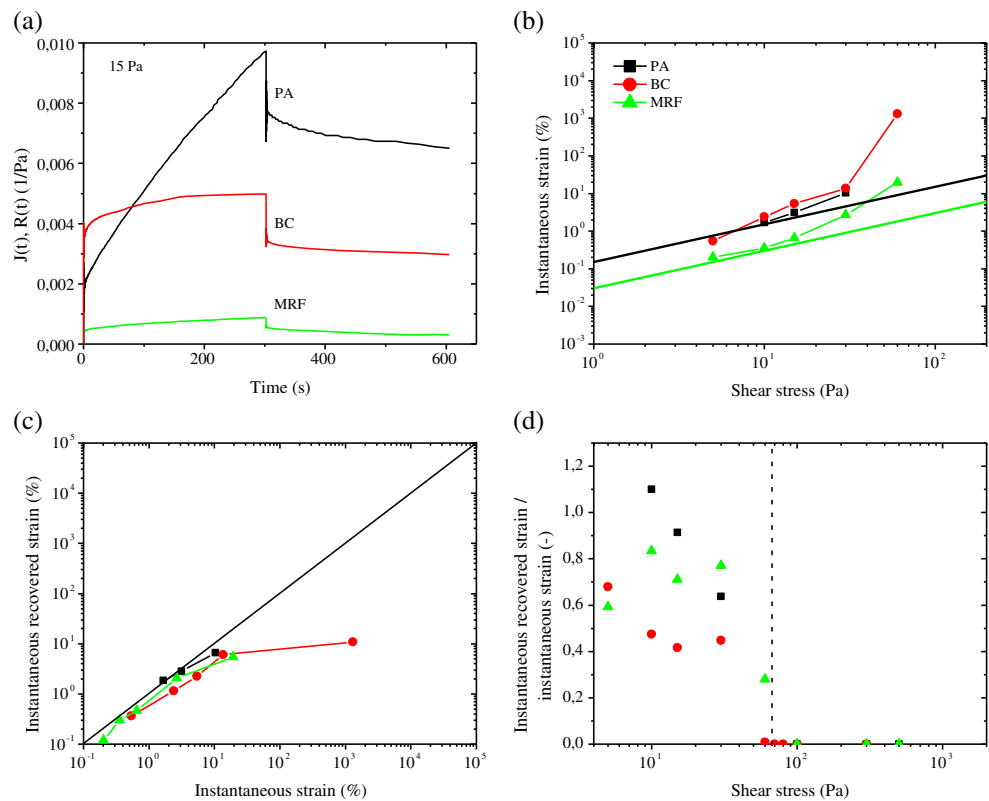 (a)
15 Pa
PA
BC
MRF
0,010
0,008
0,006
0,004
0,002
0,000
J(t), R(t) (1/Pa)
0
200
400
600
Time (s)
(b)
PA
BC
MRF
10^5
10^4
10^3
10^2
10^1
10^0
10^-1
10^-2
10^-3
Instantaneous strain (%)
10^0
10^1
10^2
Shear stress (Pa)
(c)
10^5
10^4
10^3
10^2
10^1
10^0
10^-1
Instantaneous recovered strain (%)
10^-1
10^0
10^1
10^2
10^3
10^4
10^5
Instantaneous strain (%)
(d)
1,2
1,0
0,8
0,6
0,4
0,2
0,0
Instantaneous recovered strain /
instantaneous strain (-)
10^1
10^2
10^3
Shear stress (Pa)